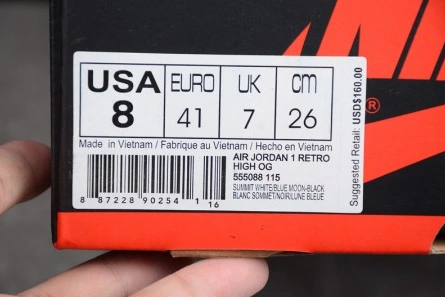 USA EURO UK cm
8 41 7 26
Made in Vietnam / Fabrique au Vietnam / Hecho en Vietnam
AIR JORDAN 1 RETRO
HIGH OG
555088 115
SUMMIT WHITE/BLUE MOON-BLACK
BLANC SOMMET/NOIR/LUNE BLEUE
8 87228 90254 1 16
Suggested Retail: USD$160.00
®